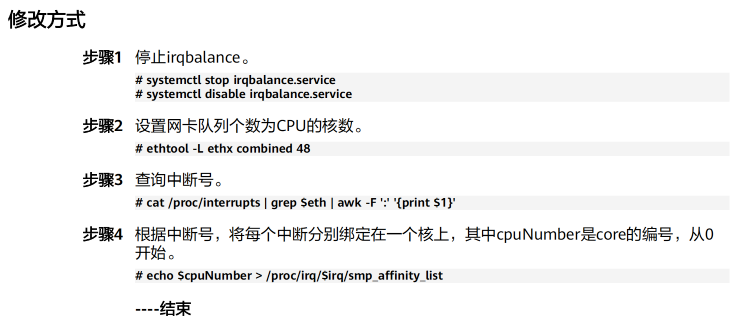 修改方式
步骤1 停止irqbalance。
# systemctl stop irqbalance.service
# systemctl disable irqbalance.service
步骤2 设置网卡队列个数为CPU的核数。
# ethtool -L ethx combined 48
步骤3 查询中断号。
# cat /proc/interrupts | grep $eth | awk -F ':' '{print $1}'
步骤4 根据中断号，将每个中断分别绑定在一个核上，其中cpuNumber是core的编号，从0
开始。
# echo $cpuNumber > /proc/irq/$irq/smp_affinity_list
----结束